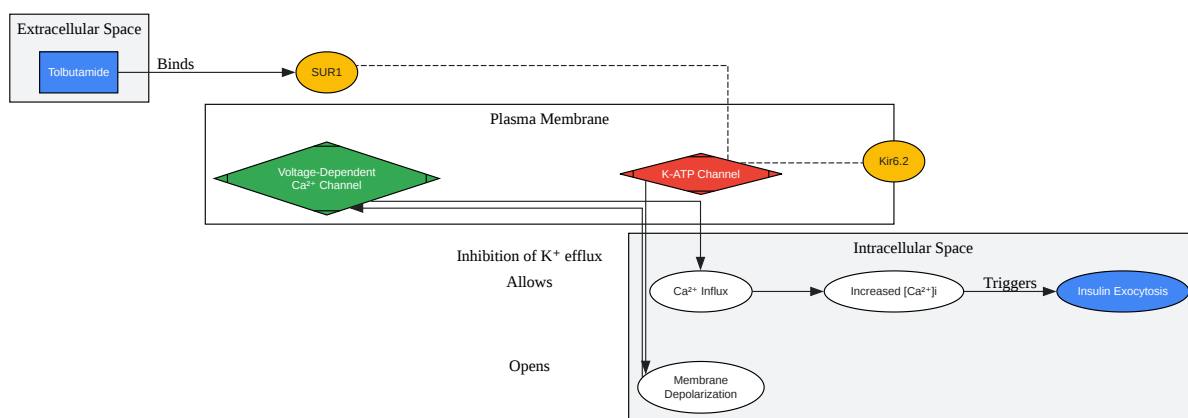 Extracellular Space
Tolbutamide
Binds
SUR1
Plasma Membrane
Voltage-Dependent
Ca²⁺ Channel
K-ATP Channel
Kir6.2
Inhibition of K⁺ efflux
Allows
Intracellular Space
Ca²⁺ Influx
Increased [Ca²⁺]i
Triggers
Insulin Exocytosis
Opens
Membrane
Depolarization